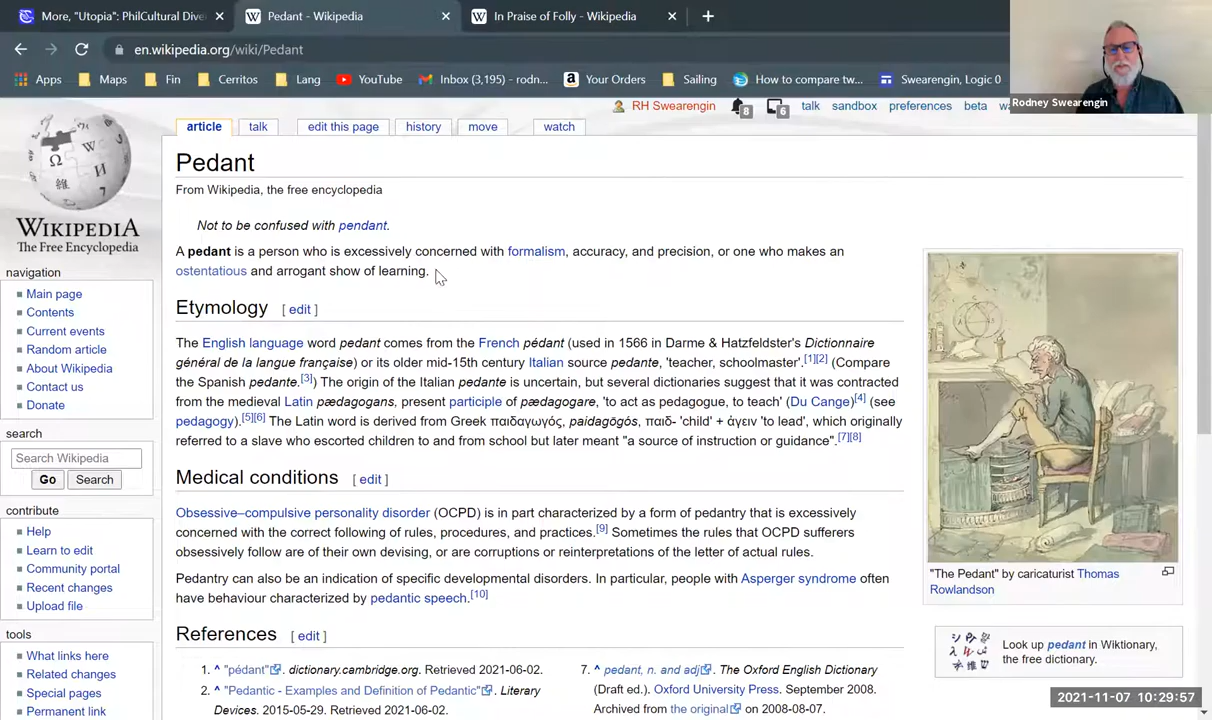 More, "Utopia": PhilCultural Dive
Pedant - Wikipedia
In Praise of Folly - Wikipedia
en.wikipedia.org/wiki/Pedant
Apps Maps Fin Cerritos Lang YouTube Inbox (3,195) - rodn... Your Orders Sailing How to compare tw... Swearengin, Logic 0
Rodney Swearengin
RH Swearengin 8 6 talk sandbox preferences beta
article talk edit this page history move watch
Pedant
From Wikipedia, the free encyclopedia
Not to be confused with pendant.
A pedant is a person who is excessively concerned with formalism, accuracy, and precision, or one who makes an
ostentatious and arrogant show of learning.
Etymology [ edit ]
The English language word pedant comes from the French pédant (used in 1566 in Darme & Hatzfeldster's Dictionnaire
général de la langue française) or its older mid-15th century Italian source pedante, 'teacher, schoolmaster'.[1][2] (Compare
the Spanish pedante.[3]) The origin of the Italian pedante is uncertain, but several dictionaries suggest that it was contracted
from the medieval Latin pædagogans, present participle of pædagogare, 'to act as pedagogue, to teach' (Du Cange)[4] (see
pedagogy).[5][6] The Latin word is derived from Greek παιδαγωγός, paidagōgós, παιδ- 'child' + ἀγειν 'to lead', which originally
referred to a slave who escorted children to and from school but later meant "a source of instruction or guidance".[7][8]
Medical conditions [ edit ]
Obsessive–compulsive personality disorder (OCPD) is in part characterized by a form of pedantry that is excessively
concerned with the correct following of rules, procedures, and practices.[9] Sometimes the rules that OCPD sufferers
obsessively follow are of their own devising, or are corruptions or reinterpretations of the letter of actual rules.
Pedantry can also be an indication of specific developmental disorders. In particular, people with Asperger syndrome often
have behaviour characterized by pedantic speech.[10]
References [ edit ]
1. ^ "pédant". dictionary.cambridge.org. Retrieved 2021-06-02.
2. ^ "Pedantic - Examples and Definition of Pedantic". Literary
Devices. 2015-05-29. Retrieved 2021-06-02.
7. ^ pedant, n. and adj. The Oxford English Dictionary
(Draft ed.). Oxford University Press. September 2008.
Archived from the original on 2008-08-07.
WIKIPEDIA
The Free Encyclopedia
navigation
Main page
Contents
Current events
Random article
About Wikipedia
Contact us
Donate
search
Search Wikipedia
Go Search
contribute
Help
Learn to edit
Community portal
Recent changes
Upload file
tools
What links here
Related changes
Special pages
Permanent link
"The Pedant" by caricaturist Thomas
Rowlandson
Look up pedant in Wiktionary,
the free dictionary.
2021-11-07 10:29:57